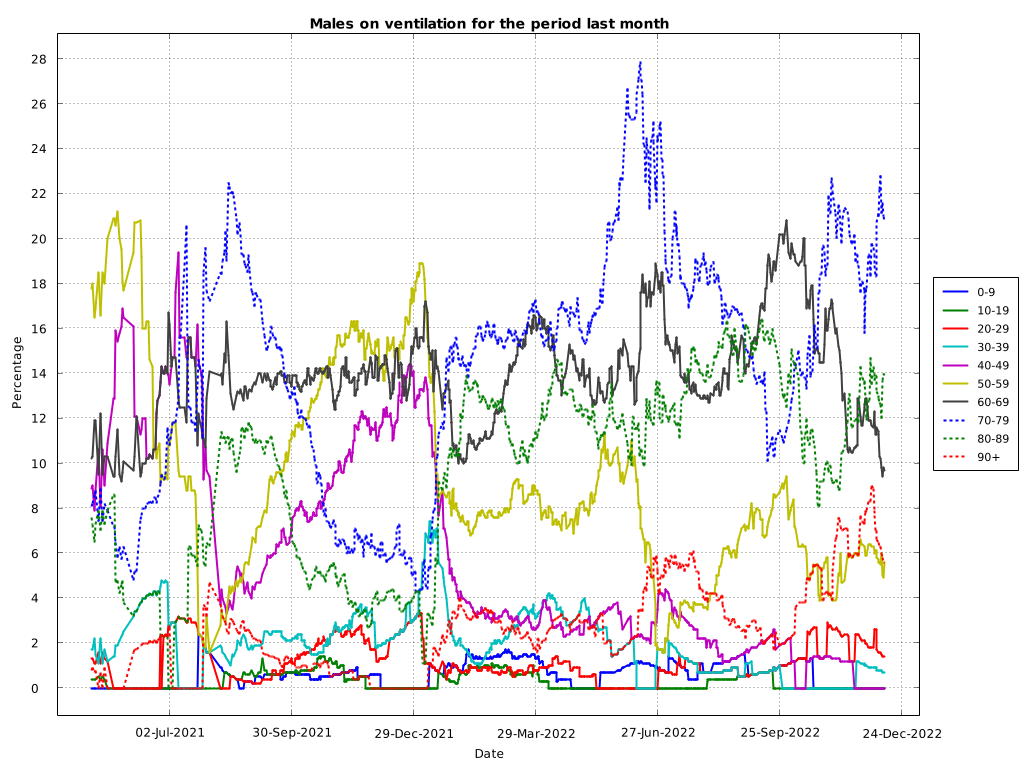 Males on ventilation for the period last month
Percentage
28
26
24
22
20
18
16
14
12
10
8
6
4
2
0
02-Jul-2021
30-Sep-2021
29-Dec-2021
29-Mar-2022
27-Jun-2022
25-Sep-2022
24-Dec-2022
Date
0-9
10-19
20-29
30-39
40-49
50-59
60-69
70-79
80-89
90+